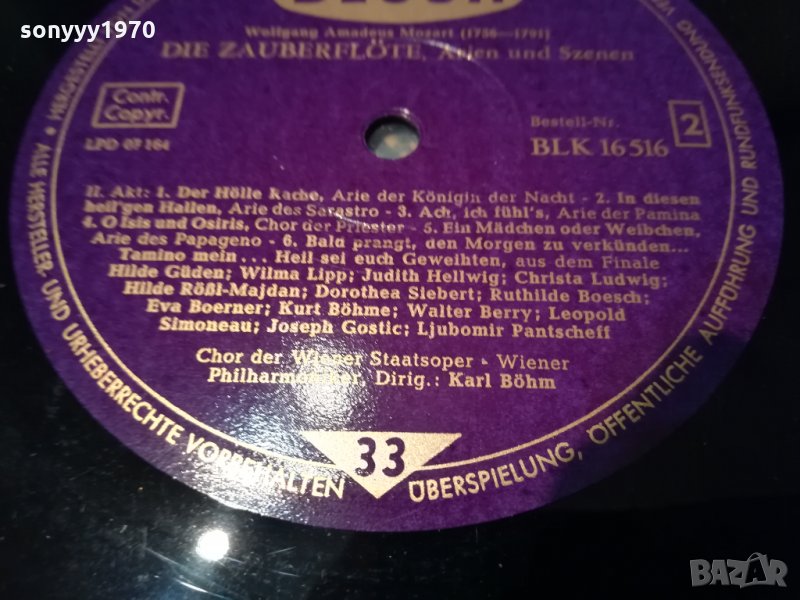 sonyyy1970
DECCA
Wolfgang Amadeus Mozart (1756—1791)
DIE ZAUBERFLÖTE, Arien und Szenen
Contr.
Copyr.
Bestell-Nr.
2
LPD 07 164
BLK 16 516
II. Akt: 1. Der Hölle Rache, Arie der Königin der Nacht - 2. In diesen
heil'gen Hallen, Arie des Sarastro - 3. Ach, ich fühl's, Arie der Pamina
4. O Isis und Osiris, Chor der Priester - 5. Ein Mädchen oder Weibchen,
Arie des Papageno - 6. Bald prangt, den Morgen zu verkünden...
Tamino mein... Heil sei euch Geweihten, aus dem Finale
Hilde Güden; Wilma Lipp; Judith Hellwig; Christa Ludwig;
Hilde Rößl-Majdan; Dorothea Siebert; Ruthilde Boesch;
Eva Boerner; Kurt Böhme; Walter Berry; Leopold
Simoneau; Joseph Gostic; Ljubomir Pantscheff
Chor der Wiener Staatsoper - Wiener
Philharmoniker, Dirig.: Karl Böhm
33
ALLE HERSTELLER- UND URHEBERRECHTE VORBEHALTEN
ÜBERSPIELUNG, ÖFFENTLICHE AUFFÜHRUNG UND RUNDFUNKSENDUNG
BAZAR